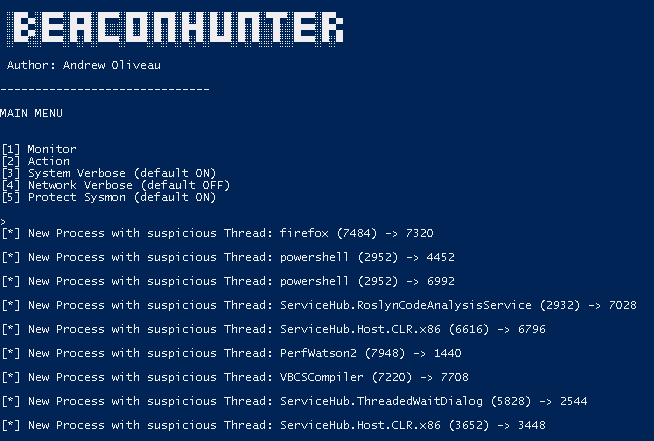 BEACONHUNTER
Author: Andrew Oliveau
------------------------------
MAIN MENU
[1] Monitor
[2] Action
[3] System Verbose (default ON)
[4] Network Verbose (default OFF)
[5] Protect Sysmon (default ON)
>
[*] New Process with suspicious Thread: firefox (7484) -> 7320
[*] New Process with suspicious Thread: powershell (2952) -> 4452
[*] New Process with suspicious Thread: powershell (2952) -> 6992
[*] New Process with suspicious Thread: ServiceHub.RoslynCodeAnalysisService (2932) -> 7028
[*] New Process with suspicious Thread: ServiceHub.Host.CLR.x86 (6616) -> 6796
[*] New Process with suspicious Thread: PerfWatson2 (7948) -> 1440
[*] New Process with suspicious Thread: VBCSCompiler (7220) -> 7708
[*] New Process with suspicious Thread: ServiceHub.ThreadedWaitDialog (5828) -> 2544
[*] New Process with suspicious Thread: ServiceHub.Host.CLR.x86 (3652) -> 3448